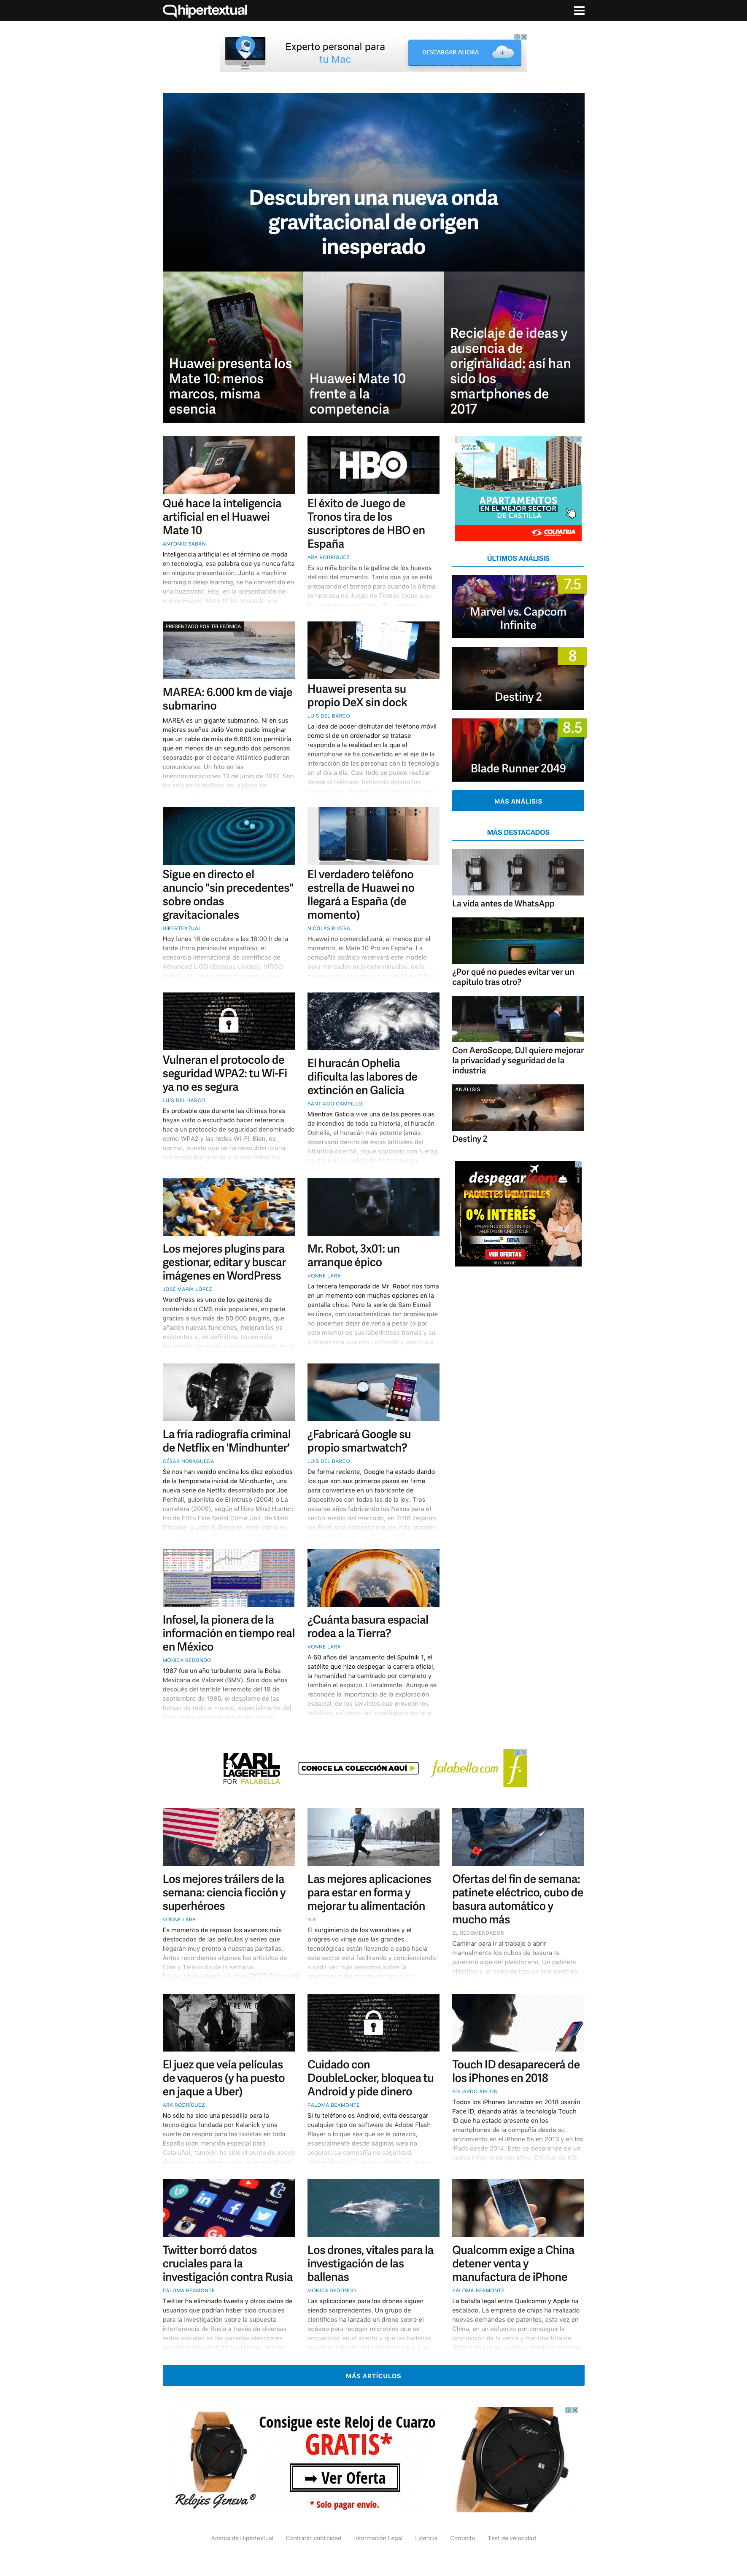 hipertextual
Experto personal para
tu Mac
DESCARGAR AHORA
Descubren una nueva onda
gravitacional de origen
inesperado
Huawei presenta los
Mate 10: menos
marcos, misma
esencia
Huawei Mate 10
frente a la
competencia
Reciclaje de ideas y
ausencia de
originalidad: así han
sido los
smartphones de
2017
Qué hace la inteligencia
artificial en el Huawei
Mate 10
ANTONIO SABÁN
Inteligencia artificial es el término de moda
en tecnología, esa palabra que ya nunca falta
en ninguna presentación. Junto a machine
learning o deep learning, se ha convertido en
una buzzword. Hoy, en la presentación del
HBO
El éxito de Juego de
Tronos tira de los
suscriptores de HBO en
España
ARA RODRÍGUEZ
Es su niña bonita o la gallina de los huevos
del oro del momento. Tanto que ya se está
preparando el terreno para cuando la última
temporada de Juego de Tronos toque a su
APARTAMENTOS
EN EL MEJOR SECTOR
DE CASTILLA
COLPATRIA
ÚLTIMOS ANÁLISIS
7.5
Marvel vs. Capcom
Infinite
8
Destiny 2
8.5
Blade Runner 2049
MÁS ANÁLISIS
PRESENTADO POR TELEFÓNICA
MAREA: 6.000 km de viaje
submarino
MAREA es un gigante submarino. Ni en sus
mejores sueños Julio Verne pudo imaginar
que un cable de más de 6.600 km permitiría
que en menos de un segundo dos personas
separadas por el océano Atlántico pudieran
comunicarse. Un hito en las
telecomunicaciones 13 de junio de 2017. Son
las seis de la mañana en la playa de
Huawei presenta su
propio DeX sin dock
LUIS DEL BARCO
La idea de poder disfrutar del teléfono móvil
como si de un ordenador se tratase
responde a la realidad en la que el
smartphone se ha convertido en el eje de la
interacción de las personas con la tecnología
en el día a día. Casi todo se puede realizar
desde el teléfono, habiendo dejado los
MÁS DESTACADOS
La vida antes de WhatsApp
¿Por qué no puedes evitar ver un
capítulo tras otro?
Con AeroScope, DJI quiere mejorar
la privacidad y seguridad de la
industria
ANÁLISIS
Destiny 2
Sigue en directo el
anuncio "sin precedentes"
sobre ondas
gravitacionales
HIPERTEXTUAL
Hoy lunes 16 de octubre a las 16:00 h de la
tarde (hora peninsular española), el
consorcio internacional de científicos de
Advanced LIGO (Estados Unidos), VIRGO
El verdadero teléfono
estrella de Huawei no
llegará a España (de
momento)
NICOLÁS RIVERA
Huawei no comercializará, al menos por el
momento, el Mate 10 Pro en España. La
compañía asiática reservará este modelo
para mercados muy determinados, de la
Vulneran el protocolo de
seguridad WPA2: tu Wi-Fi
ya no es segura
LUIS DEL BARCO
Es probable que durante las últimas horas
hayas visto o escuchado hacer referencia
hacia un protocolo de seguridad denominado
como WPA2 y las redes Wi-Fi. Bien, es
normal, puesto que se ha descubierto una
El huracán Ophelia
dificulta las labores de
extinción en Galicia
SANTIAGO CAMPILLO
Mientras Galicia vive una de las peores olas
de incendios de toda su historia, el huracán
Ophelia, el huracán más potente jamás
observado dentro de estas latitudes del
Atlántico oriental, sigue soplando con fuerza.
despegar.com
PAQUETES IMBATIBLES
0% INTERÉS
PAGA EN CUOTAS CON TUS
TARJETAS DE CRÉDITO DE
BBVA
VER OFERTAS
Los mejores plugins para
gestionar, editar y buscar
imágenes en WordPress
JOSÉ MARÍA LÓPEZ
WordPress es uno de los gestores de
contenido o CMS más populares, en parte
gracias a sus más de 50.000 plugins, que
añaden nuevas funciones, mejoran las ya
existentes y, en definitiva, hacen más
Mr. Robot, 3x01: un
arranque épico
VONNE LARA
La tercera temporada de Mr. Robot nos toma
en un momento con muchas opciones en la
pantalla chica. Pero la serie de Sam Esmail
es única, con características tan propias que
no podemos dejar de verla a pesar (o por
esto mismo) de sus laberínticas tramas y su
protagonista que nos confunde y adentra a
La fría radiografía criminal
de Netflix en 'Mindhunter'
CÉSAR NORAGUEDA
Se nos han venido encima los diez episodios
de la temporada inicial de Mindhunter, una
nueva serie de Netflix desarrollada por Joe
Penhall, guionista de El intruso (2004) o La
carretera (2009), según el libro Mind Hunter:
Inside FBI's Elite Serial Crime Unit, de Mark
Olshaker y John E. Douglas, este último ex
¿Fabricará Google su
propio smartwatch?
LUIS DEL BARCO
De forma reciente, Google ha estado dando
los que son sus primeros pasos en firme
para convertirse en un fabricante de
dispositivos con todas las de la ley. Tras
pasarse años fabricando los Nexus para el
sector medio del mercado, en 2016 llegaron
los Pixel para competir con los más grandes
Infosel, la pionera de la
información en tiempo real
en México
MÓNICA REDONDO
1987 fue un año turbulento para la Bolsa
Mexicana de Valores (BMV). Solo dos años
después del terrible terremoto del 19 de
septiembre de 1985, el desplome de las
bolsas de todo el mundo, especialmente del
¿Cuánta basura espacial
rodea a la Tierra?
VONNE LARA
A 60 años del lanzamiento del Sputnik 1, el
satélite que hizo despegar la carrera oficial,
la humanidad ha cambiado por completo y
también el espacio. Literalmente. Aunque se
reconoce la importancia de la exploración
espacial, de los servicios que proveen los
satélites, así como las investigaciones que
KARL
LAGERFELD
FOR FALABELLA
CONOCE LA COLECCIÓN AQUÍ
falabella.com
f.
Los mejores tráilers de la
semana: ciencia ficción y
superhéroes
VONNE LARA
Es momento de repasar los avances más
destacados de las películas y series que
llegarán muy pronto a nuestras pantallas.
Antes recordemos algunos los artículos de
Cine y Televisión de la semana:
Las mejores aplicaciones
para estar en forma y
mejorar tu alimentación
N.R.
El surgimiento de los wearables y el
progresivo viraje que las grandes
tecnológicas están llevando a cabo hacia
este sector está facilitando y concienciando
a cada vez más personas sobre la
Ofertas del fin de semana:
patinete eléctrico, cubo de
basura automático y
mucho más
EL RECOMENDADOR
Caminar para ir al trabajo o abrir
manualmente los cubos de basura te
parecerá algo del pleistoceno. Un patinete
eléctrico y un cubo de basura con apertura
El juez que veía películas
de vaqueros (y ha puesto
en jaque a Uber)
ARA RODRÍGUEZ
No sólo ha sido una pesadilla para la
tecnológica fundada por Kalanick y una
suerte de respiro para los taxistas en toda
España (con mención especial para
Cataluña), también ha sido el punto de apoyo
Cuidado con
DoubleLocker, bloquea tu
Android y pide dinero
PALOMA BEAMONTE
Si tu teléfono es Android, evita descargar
cualquier tipo de software de Adobe Flash
Player o lo que sea que se le parezca,
especialmente desde páginas web no
seguras. La compañía de seguridad
Touch ID desaparecerá de
los iPhones en 2018
EDUARDO ARCOS
Todos los iPhones lanzados en 2018 usarán
Face ID, dejando atrás la tecnología Touch
ID que ha estado presente en los
smartphones de la compañía desde su
lanzamiento en el iPhone 5s en 2013 y en los
iPads desde 2014. Esto se desprende de un
nuevo informe de por Ming-Chi Kuo de KGI
Twitter borró datos
cruciales para la
investigación contra Rusia
PALOMA BEAMONTE
Twitter ha eliminado tweets y otros datos de
usuarios que podrían haber sido cruciales
para la investigación sobre la supuesta
interferencia de Rusia a través de diversas
redes sociales en las pasadas elecciones
Los drones, vitales para la
investigación de las
ballenas
MÓNICA REDONDO
Las aplicaciones para los drones siguen
siendo sorprendentes. Un grupo de
científicos ha lanzado un drone sobre el
océano para recoger microbios que se
encuentran en el aliento y que las ballenas
Qualcomm exige a China
detener venta y
manufactura de iPhone
PALOMA BEAMONTE
La batalla legal entre Qualcomm y Apple ha
escalado. La empresa de chips ha realizado
nuevas demandas de patentes, esta vez en
China, en un esfuerzo por conseguir la
prohibición de la venta y manufactura de
MÁS ARTÍCULOS
Consigue este Reloj de Cuarzo
GRATIS*
➞ Ver Oferta
* Solo pagar envío.
Relojes Geneva®
Acerca de Hipertextual
Contratar publicidad
Información Legal
Licencia
Contacto
Test de velocidad